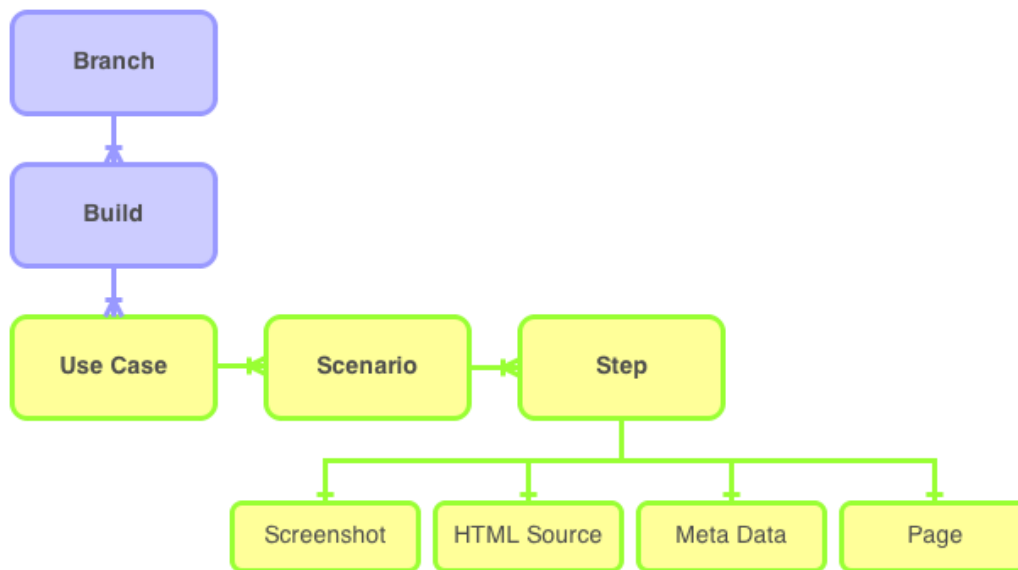 Branch
Build
Use Case
Scenario
Step
Screenshot
HTML Source
Meta Data
Page